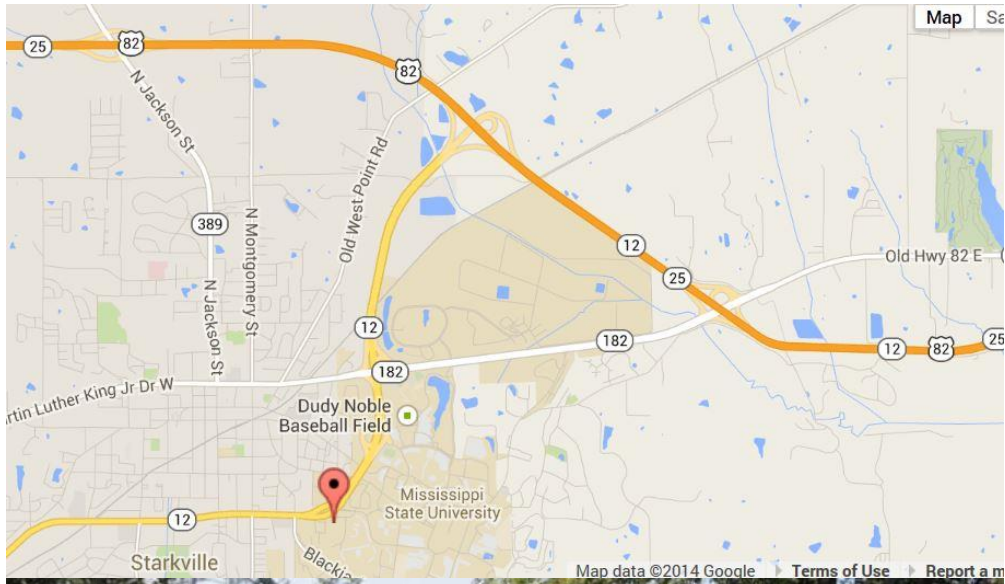 Map
25
82
82
N Jackson St
389
N Montgomery St
Old West Point Rd
12
25
Old Hwy 82 E
N Jackson St
12
182
12
82
25
182
Martin Luther King Jr Dr W
Dudy Noble
Baseball Field
Mississippi
State University
12
Starkville
Map data ©2014 Google
Terms of Use